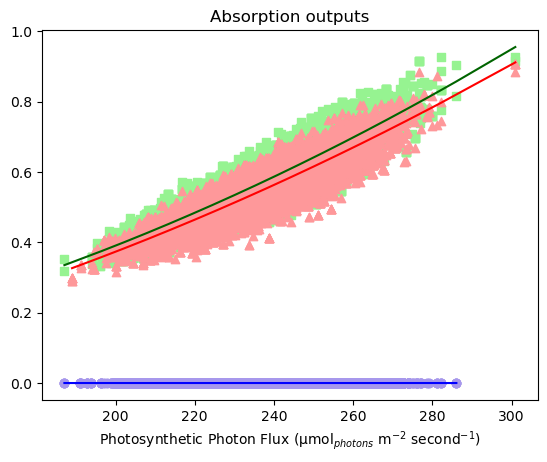 Absorption outputs
1.0
0.8
0.6
0.4
0.2
0.0
200 220 240 260 280 300
Photosynthetic Photon Flux (μmol$_{photons}$ m$^{-2}$ second$^{-1}$)